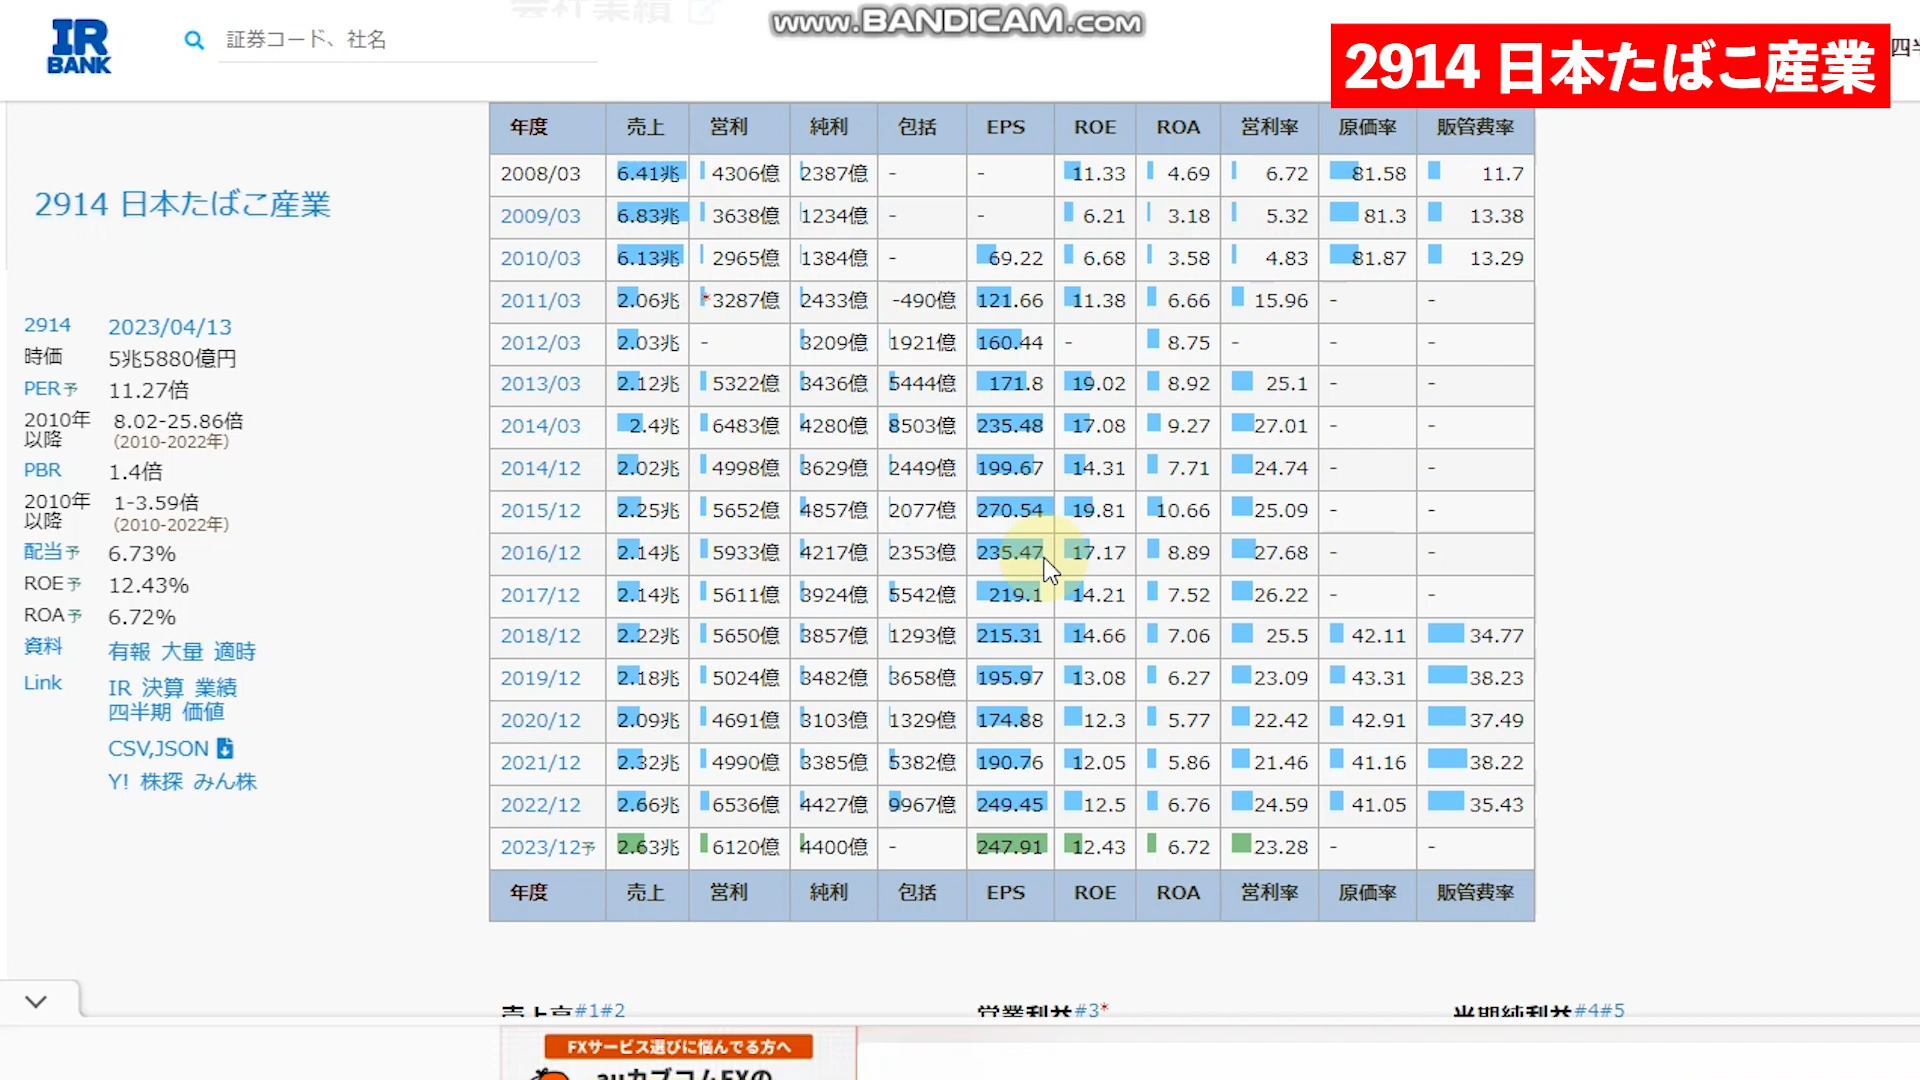 会社業績
www.BANDICAM.com
IR
BANK
証券コード、社名
四半
2914 日本たばこ産業
2914 日本たばこ産業
2914 2023/04/13
時価 5兆5880億円
PER予 11.27倍
2010年以降 8.02-25.86倍
(2010-2022年)
PBR 1.4倍
2010年以降 1-3.59倍
(2010-2022年)
配当予 6.73%
ROE予 12.43%
ROA予 6.72%
資料 有報 大量 適時
Link IR 決算 業績
四半期 価値
CSV,JSON
Y! 株探 みん株
年度 売上 営利 純利 包括 EPS ROE ROA 営利率 原価率 販管費率
2008/03 6.41兆 4306億 2387億 - - 11.33 4.69 6.72 81.58 11.7
2009/03 6.83兆 3638億 1234億 - - 6.21 3.18 5.32 81.3 13.38
2010/03 6.13兆 2965億 1384億 - 69.22 6.68 3.58 4.83 81.87 13.29
2011/03 2.06兆 *3287億 2433億 -490億 121.66 11.38 6.66 15.96 - -
2012/03 2.03兆 - 3209億 1921億 160.44 - 8.75 - - -
2013/03 2.12兆 5322億 3436億 5444億 171.8 19.02 8.92 25.1 - -
2014/03 2.4兆 6483億 4280億 8503億 235.48 17.08 9.27 27.01 - -
2014/12 2.02兆 4998億 3629億 2449億 199.67 14.31 7.71 24.74 - -
2015/12 2.25兆 5652億 4857億 2077億 270.54 19.81 10.66 25.09 - -
2016/12 2.14兆 5933億 4217億 2353億 235.47 17.17 8.89 27.68 - -
2017/12 2.14兆 5611億 3924億 5542億 219.1 14.21 7.52 26.22 - -
2018/12 2.22兆 5650億 3857億 1293億 215.31 14.66 7.06 25.5 42.11 34.77
2019/12 2.18兆 5024億 3482億 3658億 195.97 13.08 6.27 23.09 43.31 38.23
2020/12 2.09兆 4691億 3103億 1329億 174.88 12.3 5.77 22.42 42.91 37.49
2021/12 2.32兆 4990億 3385億 5382億 190.76 12.05 5.86 21.46 41.16 38.22
2022/12 2.66兆 6536億 4427億 9967億 249.45 12.5 6.76 24.59 41.05 35.43
2023/12予 2.63兆 6120億 4400億 - 247.91 12.43 6.72 23.28 - -
年度 売上 営利 純利 包括 EPS ROE ROA 営利率 原価率 販管費率
売上高#1#2 営業利益#3* 当期純利益#4#5
FXサービス選びに悩んでる方へ
auカブコムFXの